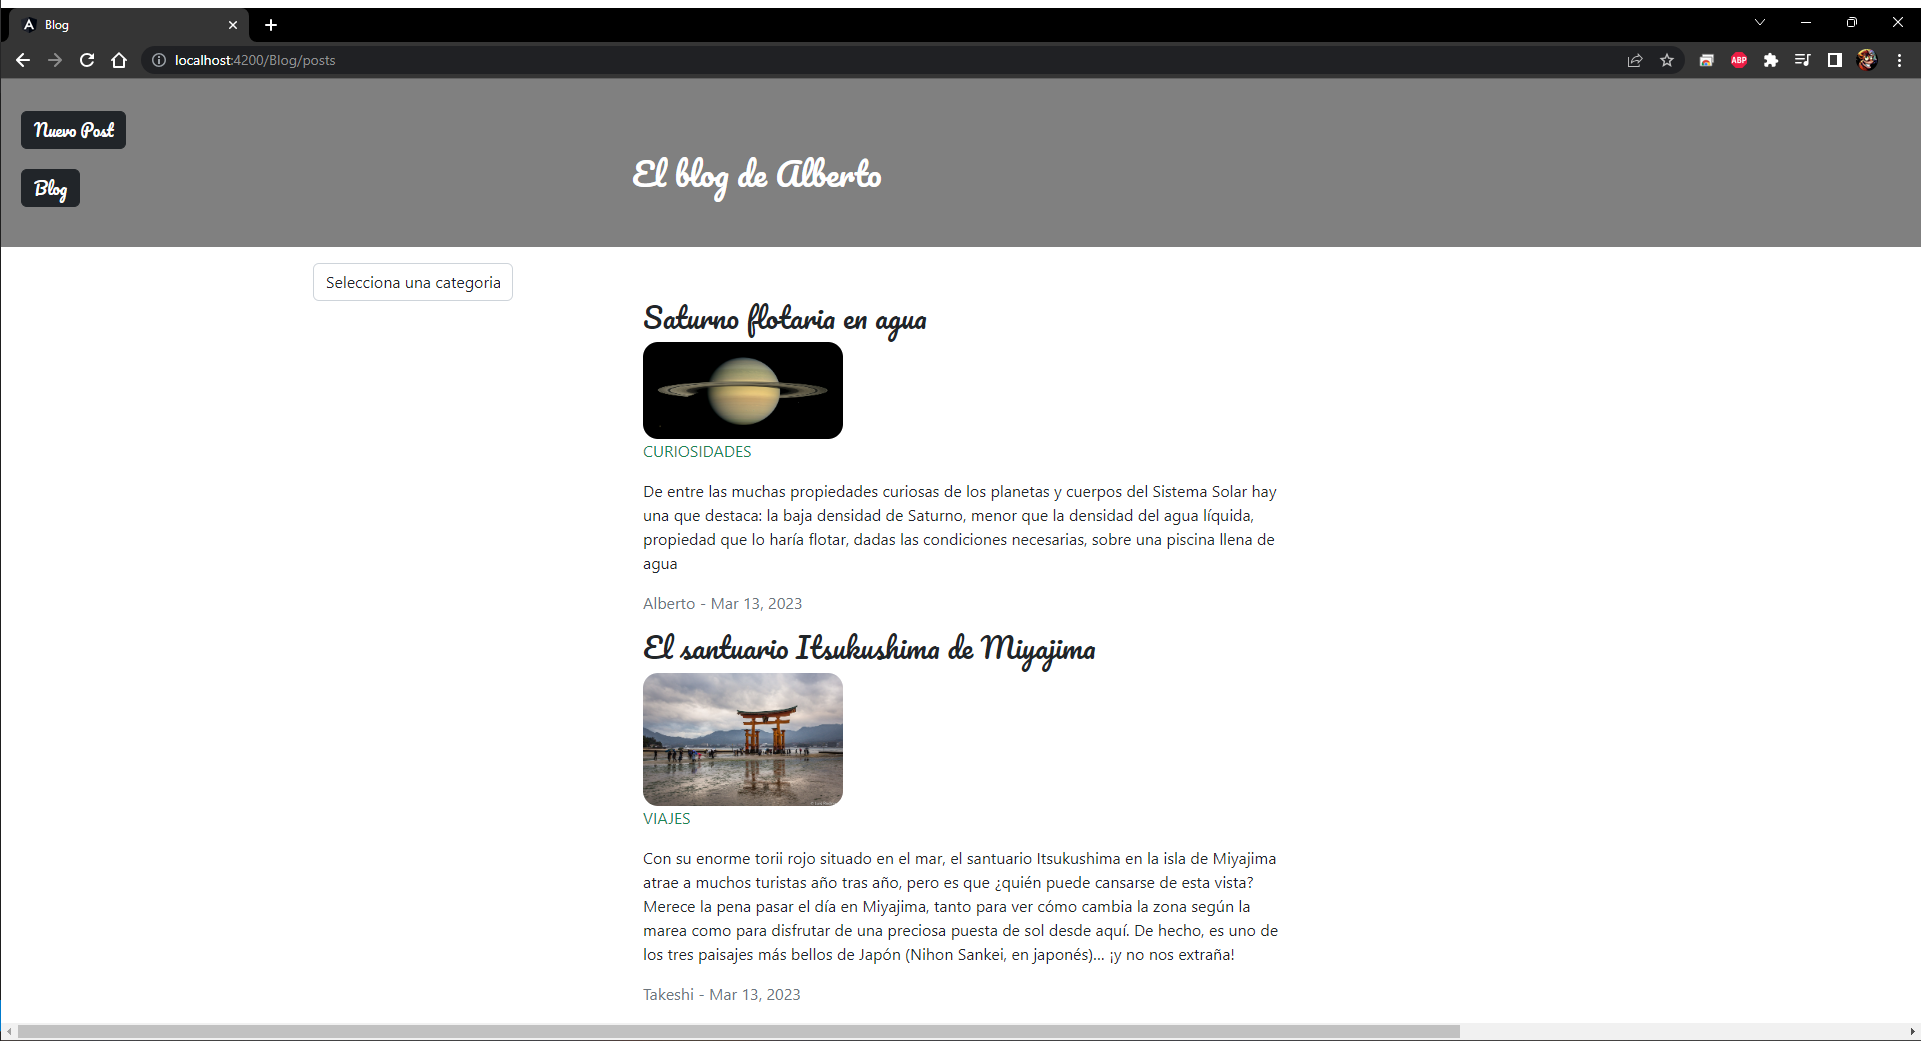 Blog
localhost:4200/Blog/posts
ABP
Nuevo Post
Blog
El blog de Alberto
Selecciona una categoria
Saturno flotaria en agua
CURIOSIDADES
De entre las muchas propiedades curiosas de los planetas y cuerpos del Sistema Solar hay
una que destaca: la baja densidad de Saturno, menor que la densidad del agua líquida,
propiedad que lo haría flotar, dadas las condiciones necesarias, sobre una piscina llena de
agua
Alberto - Mar 13, 2023
El santuario Itsukushima de Miyajima
VIAJES
Con su enorme torii rojo situado en el mar, el santuario Itsukushima en la isla de Miyajima
atrae a muchos turistas año tras año, pero es que ¿quién puede cansarse de esta vista?
Merece la pena pasar el día en Miyajima, tanto para ver cómo cambia la zona según la
marea como para disfrutar de una preciosa puesta de sol desde aquí. De hecho, es uno de
los tres paisajes más bellos de Japón (Nihon Sankei, en japonés)... ¡y no nos extraña!
Takeshi - Mar 13, 2023